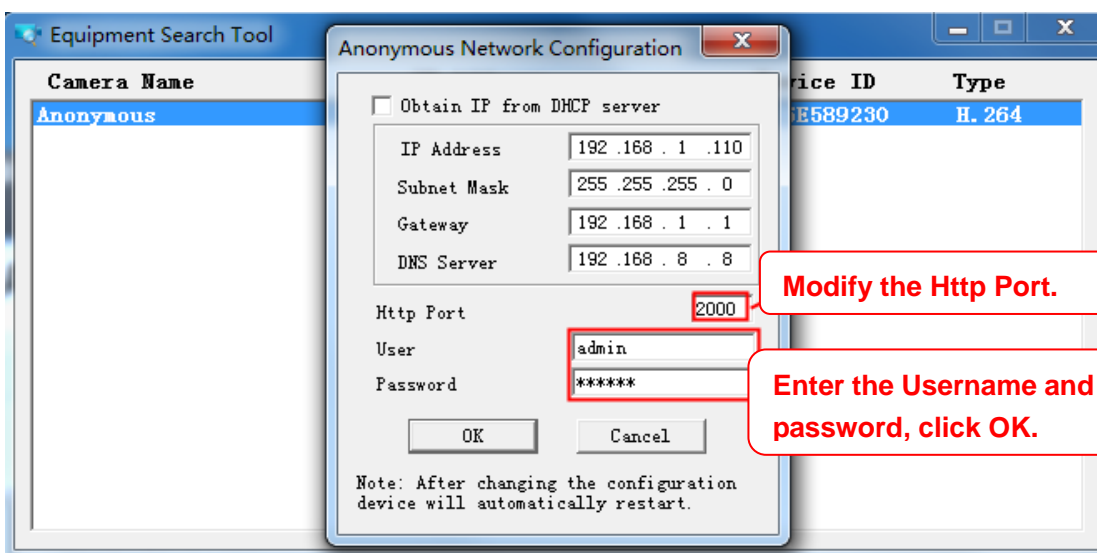 Equipment Search Tool
Anonymous Network Configuration
Camera Name vice ID Type
Anonymous E589230 H.264
Obtain IP from DHCP server
IP Address 192 .168 . 1 .110
Subnet Mask 255 .255 .255 . 0
Gateway 192 .168 . 1 . 1
DNS Server 192 .168 . 8 . 8
Modify the Http Port.
Http Port 2000
User admin
Password ******
Enter the Username and
password, click OK.
OK Cancel
Note: After changing the configuration
device will automatically restart.